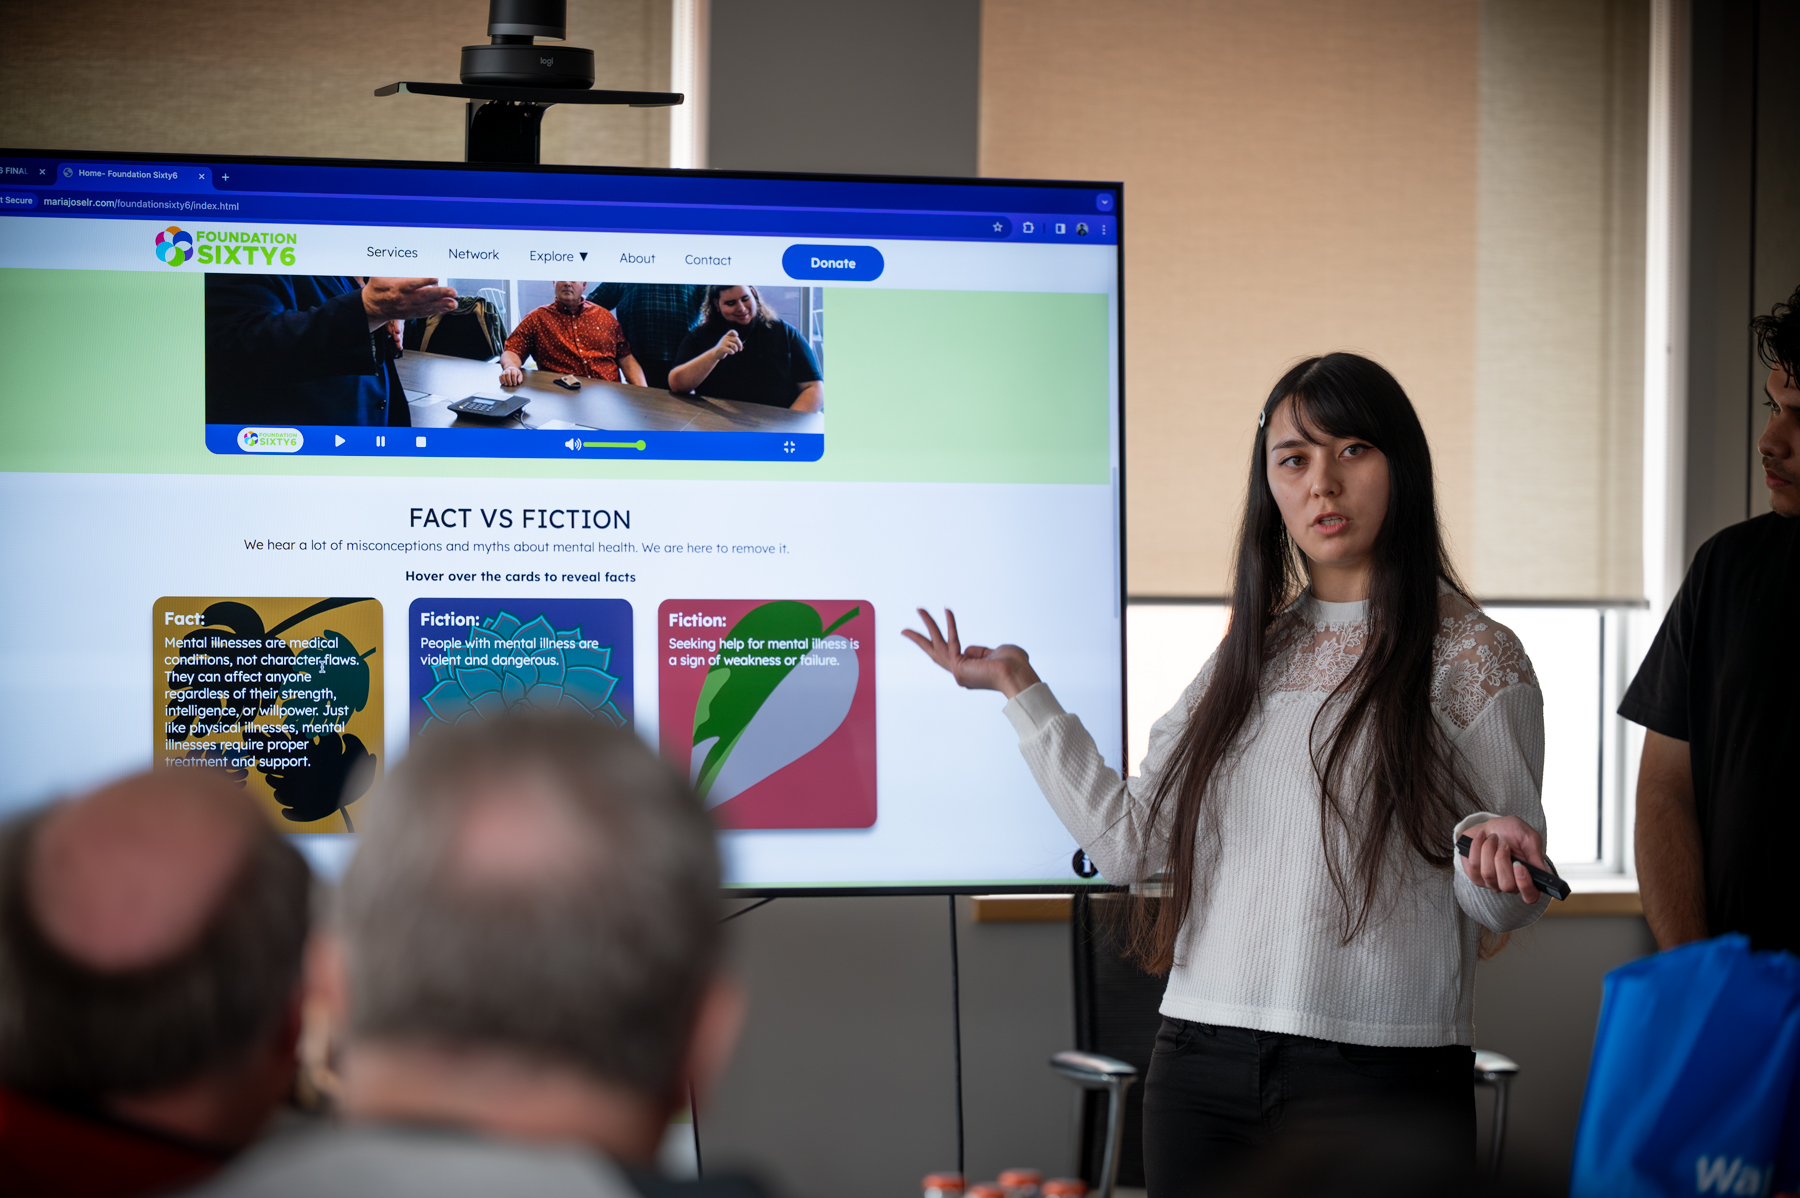 logi
6 FINAL
Home- Foundation Sixty6
t Secure mariajoselr.com/foundationsixty6/index.html
FOUNDATION
SIXTY6
Services Network Explore ▼ About Contact Donate
FOUNDATION
SIXTY6
FACT VS FICTION
We hear a lot of misconceptions and myths about mental health. We are here to remove it.
Hover over the cards to reveal facts
Fact:
Mental illnesses are medical
conditions, not character flaws.
They can affect anyone
regardless of their strength,
intelligence, or willpower. Just
like physical illnesses, mental
illnesses require proper
treatment and support.
Fiction:
People with mental illness are
violent and dangerous.
Fiction:
Seeking help for mental illness is
a sign of weakness or failure.
i
Wa